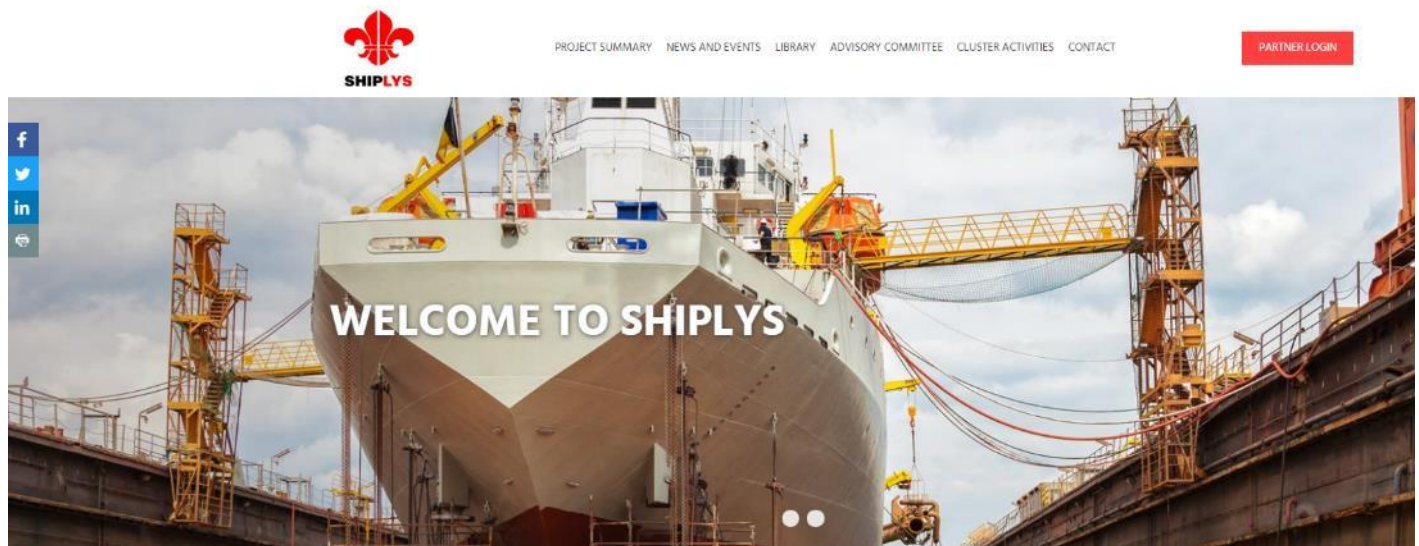 SHIPLYS
PROJECT SUMMARY NEWS AND EVENTS LIBRARY ADVISORY COMMITTEE CLUSTER ACTIVITIES CONTACT
PARTNER LOGIN
f
in
WELCOME TO SHIPLYS